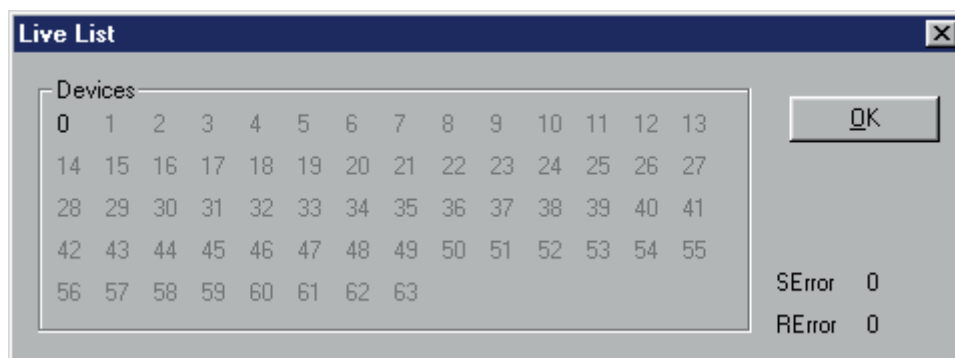 Live List
Devices
0 1 2 3 4 5 6 7 8 9 10 11 12 13
OK
14 15 16 17 18 19 20 21 22 23 24 25 26 27
28 29 30 31 32 33 34 35 36 37 38 39 40 41
42 43 44 45 46 47 48 49 50 51 52 53 54 55
56 57 58 59 60 61 62 63
SError 0
RError 0